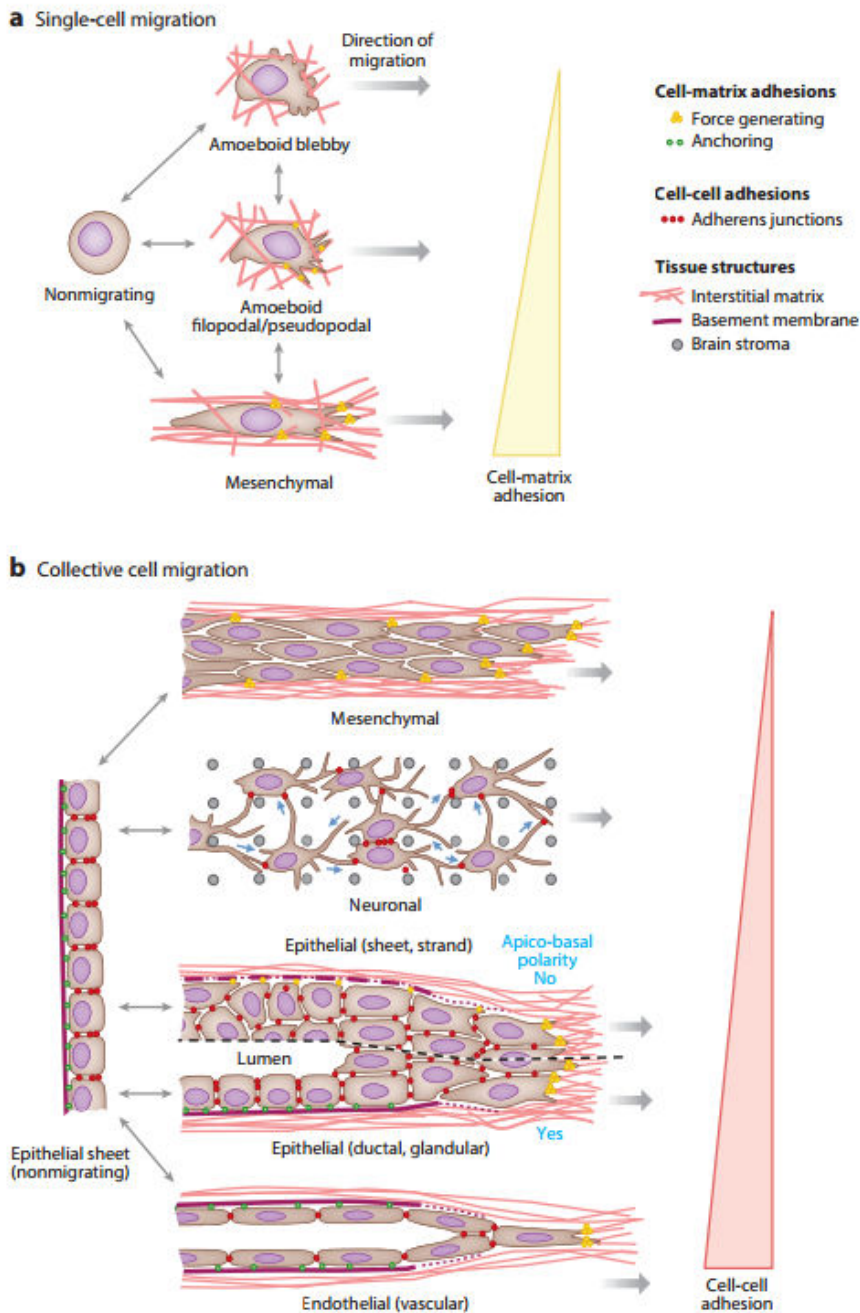 a Single-cell migration
Direction of
migration
Amoeboid blebby
Nonmigrating
Amoeboid
filopodal/pseudopodal
Mesenchymal
Cell-matrix
adhesion
Cell-matrix adhesions
Force generating
Anchoring
Cell-cell adhesions
Adherens junctions
Tissue structures
Interstitial matrix
Basement membrane
Brain stroma
b Collective cell migration
Mesenchymal
Neuronal
Epithelial (sheet, strand)
Apico-basal
polarity
No
Lumen
Epithelial sheet
(nonmigrating)
Epithelial (ductal, glandular)
Yes
Endothelial (vascular)
Cell-cell
adhesion